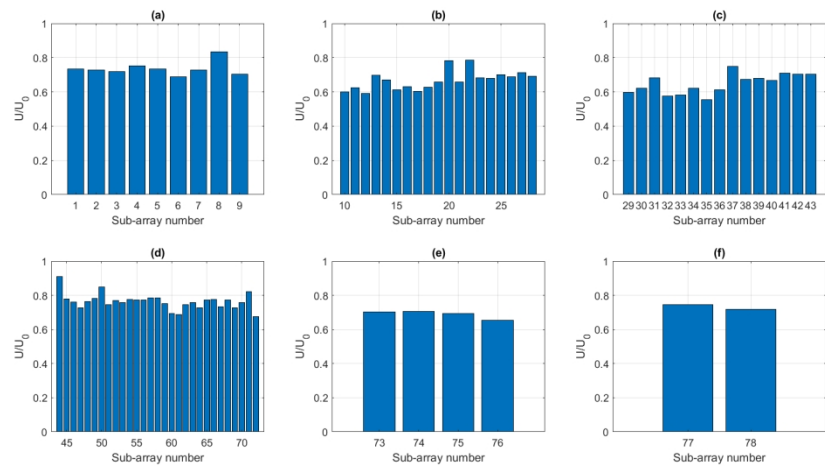 (a)
1
0.8
0.6
0.4
0.2
0
U/U0
1 2 3 4 5 6 7 8 9
Sub-array number
(b)
1
0.8
0.6
0.4
0.2
0
U/U0
10 15 20 25
Sub-array number
(c)
1
0.8
0.6
0.4
0.2
0
U/U0
29 30 31 32 33 34 35 36 37 38 39 40 41 42 43
Sub-array number
(d)
1
0.8
0.6
0.4
0.2
0
U/U0
45 50 55 60 65 70
Sub-array number
(e)
1
0.8
0.6
0.4
0.2
0
U/U0
73 74 75 76
Sub-array number
(f)
1
0.8
0.6
0.4
0.2
0
U/U0
77 78
Sub-array number